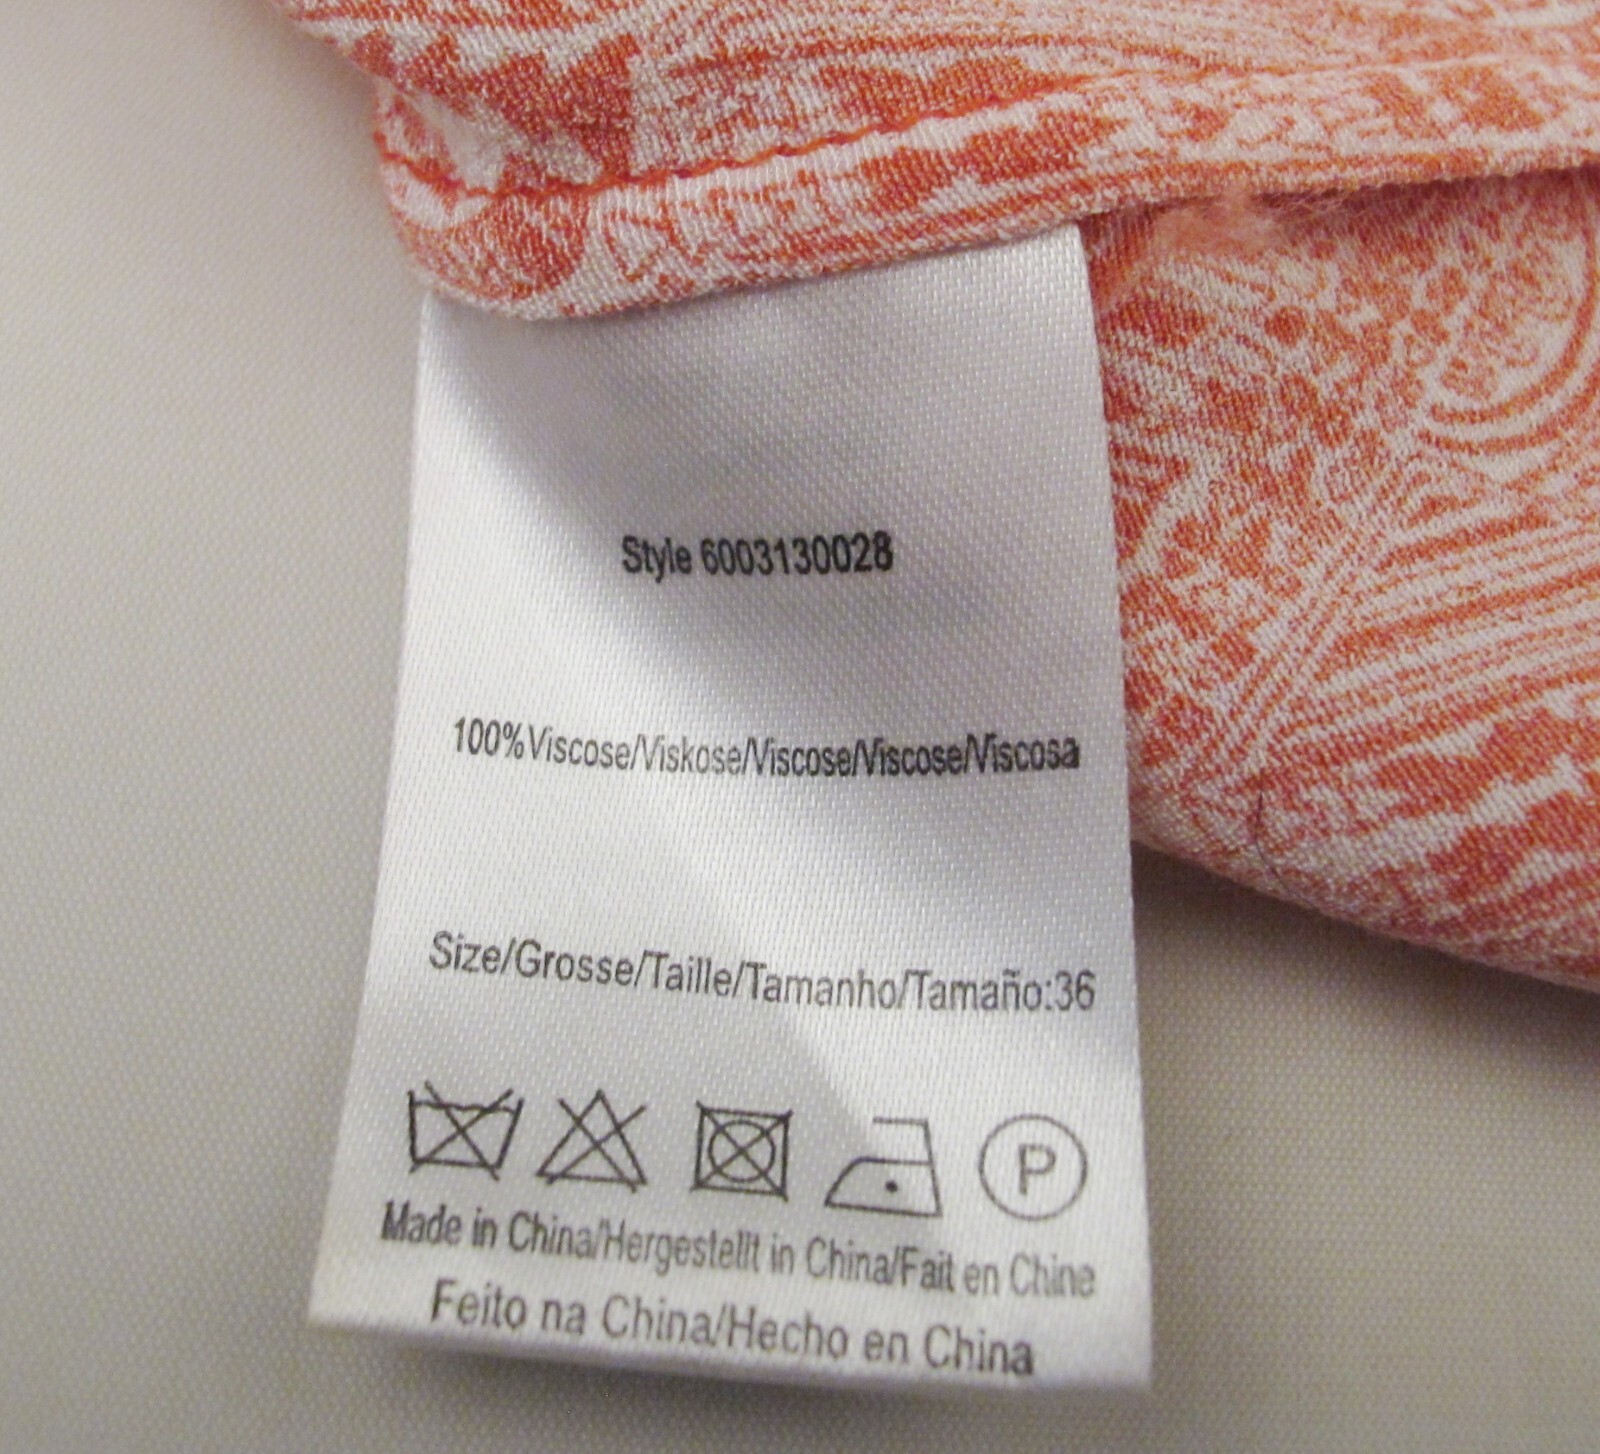 Style 6003130028
100%Viscose/Viskose/Viscose/Viscose/Viscosa
Size/Grosse/Taille/Tamanho/Tamaño:36
P
Made in China/Hergestellt in China/Fait en Chine
Feito na China/Hecho en China